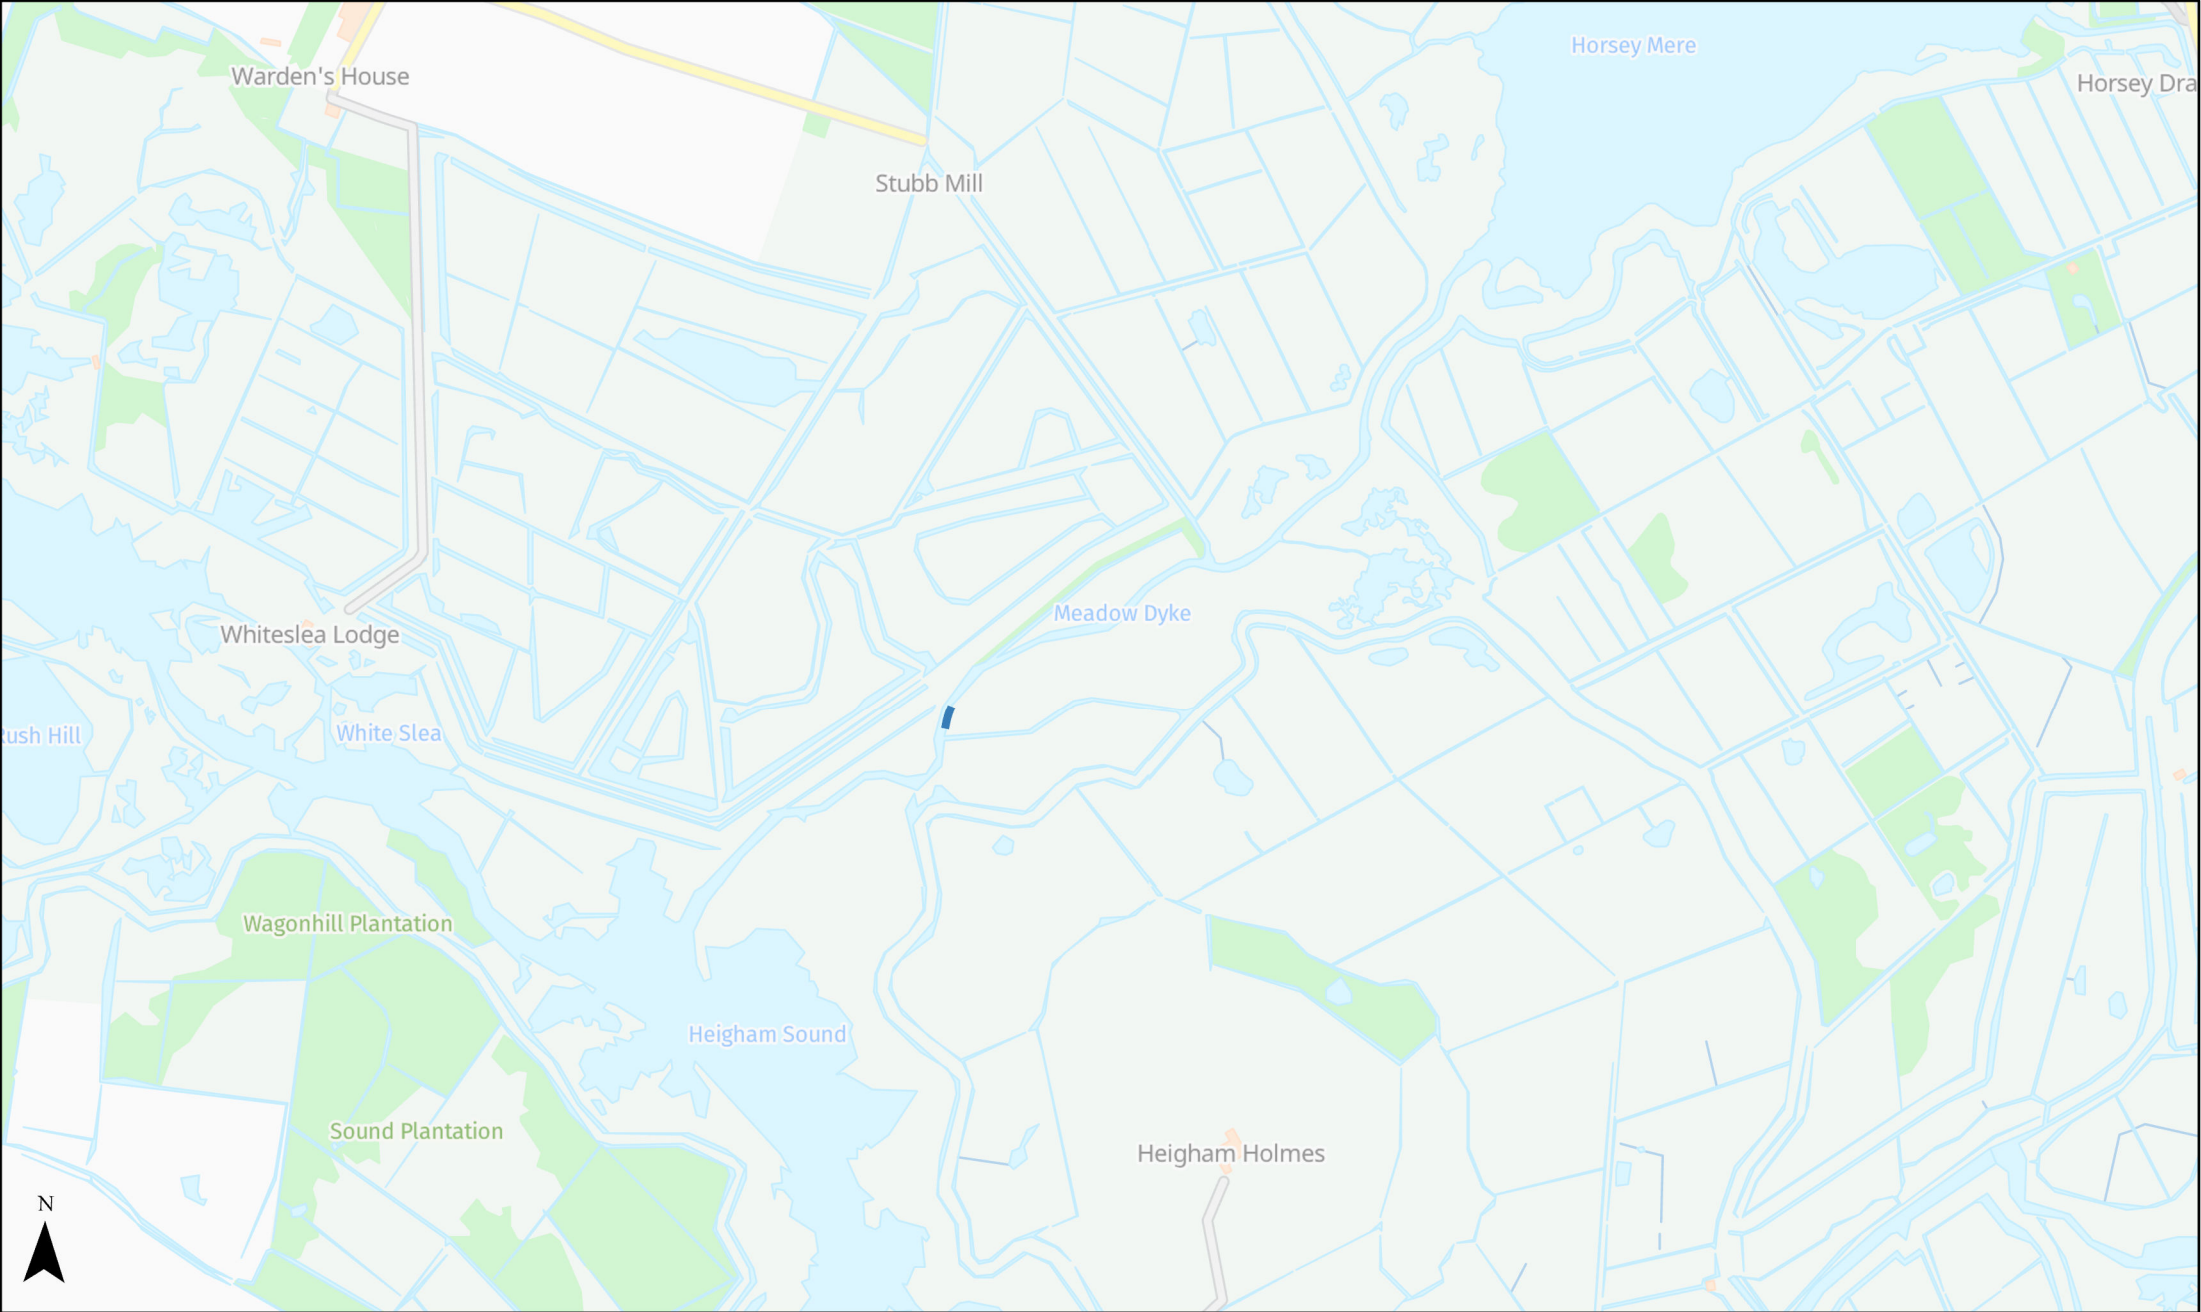 Horsey Mere
Warden's House
Horsey Dra
Stubb Mill
Meadow Dyke
Whiteslea Lodge
White Slea
Rush Hill
Wagonhill Plantation
Heigham Sound
Sound Plantation
Heigham Holmes
N